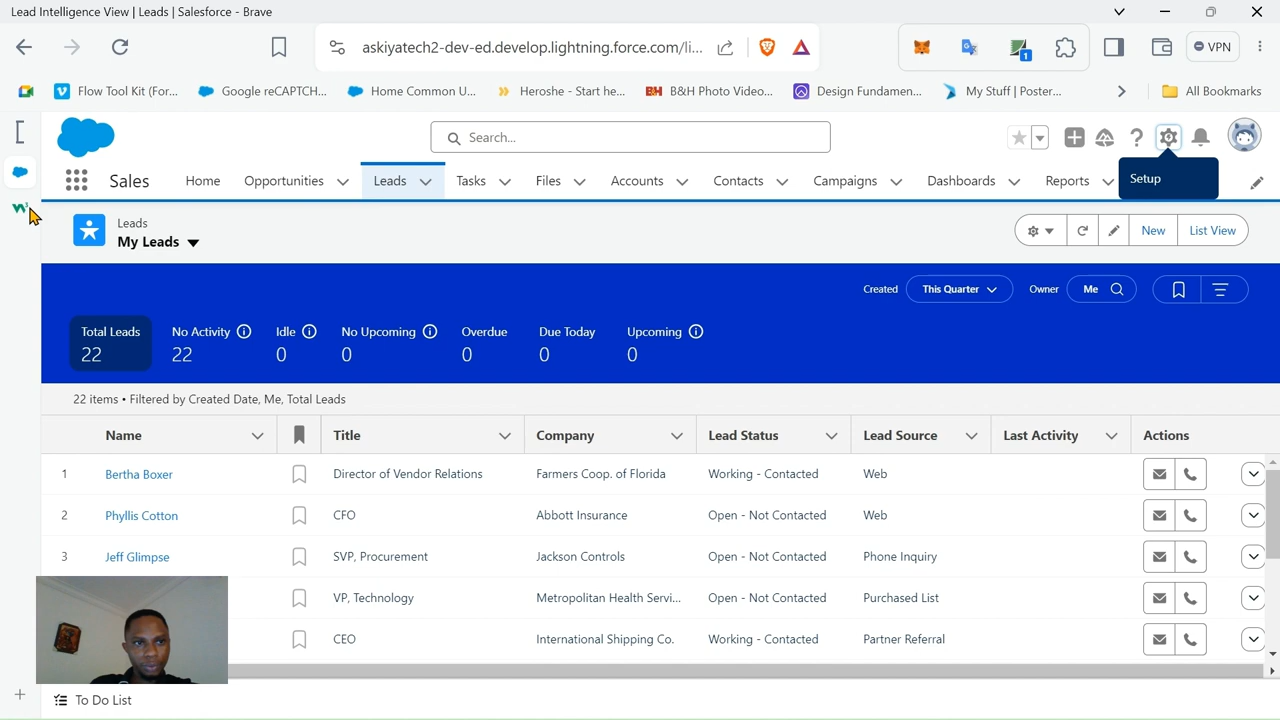 Lead Intelligence View | Leads | Salesforce - Brave
askiyatech2-dev-ed.develop.lightning.force.com/li...
1
VPN
Flow Tool Kit (For...
Google reCAPTCH...
Home Common U...
Heroshe - Start he...
B&H Photo Video...
Design Fundamen...
My Stuff | Poster...
All Bookmarks
Search...
Sales
Home
Opportunities
Leads
Tasks
Files
Accounts
Contacts
Campaigns
Dashboards
Reports
Setup
Leads
My Leads
New
List View
Created
This Quarter
Owner
Me
Total Leads
22
No Activity
22
Idle
0
No Upcoming
0
Overdue
0
Due Today
0
Upcoming
0
22 items • Filtered by Created Date, Me, Total Leads
Name Title Company Lead Status Lead Source Last Activity Actions
1 Bertha Boxer Director of Vendor Relations Farmers Coop. of Florida Working - Contacted Web
2 Phyllis Cotton CFO Abbott Insurance Open - Not Contacted Web
3 Jeff Glimpse SVP, Procurement Jackson Controls Open - Not Contacted Phone Inquiry
VP, Technology Metropolitan Health Servi... Open - Not Contacted Purchased List
CEO International Shipping Co. Working - Contacted Partner Referral
To Do List